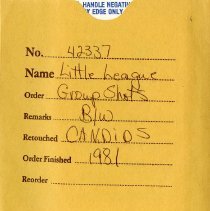 HANDLE NEGATIV
BY EDGE ONLY
No. 42337
Name Little League
Order Group Shots
Remarks B/W
Retouched CANDIDS
Order Finished 1981
Reorder